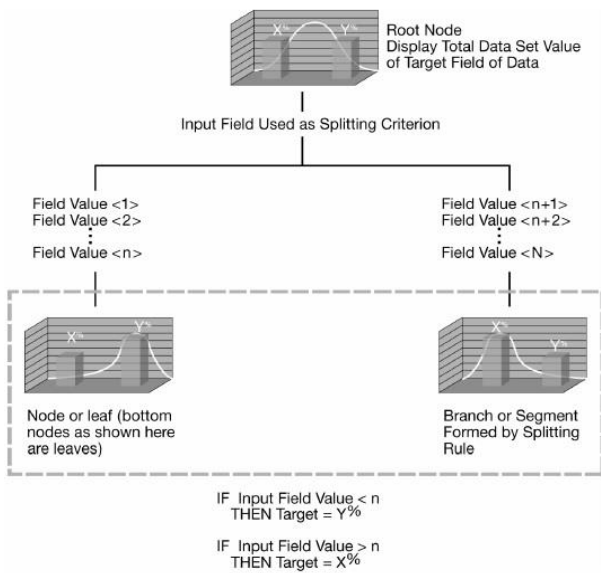 X% Y%
Root Node
Display Total Data Set Value
of Target Field of Data
Input Field Used as Splitting Criterion
Field Value <1>
Field Value <2>
Field Value <n>
Field Value <n+1>
Field Value <n+2>
Field Value <N>
X% Y%
Node or leaf (bottom
nodes as shown here
are leaves)
X% Y%
Branch or Segment
Formed by Splitting
Rule
IF Input Field Value < n
THEN Target = Y%
IF Input Field Value > n
THEN Target = X%